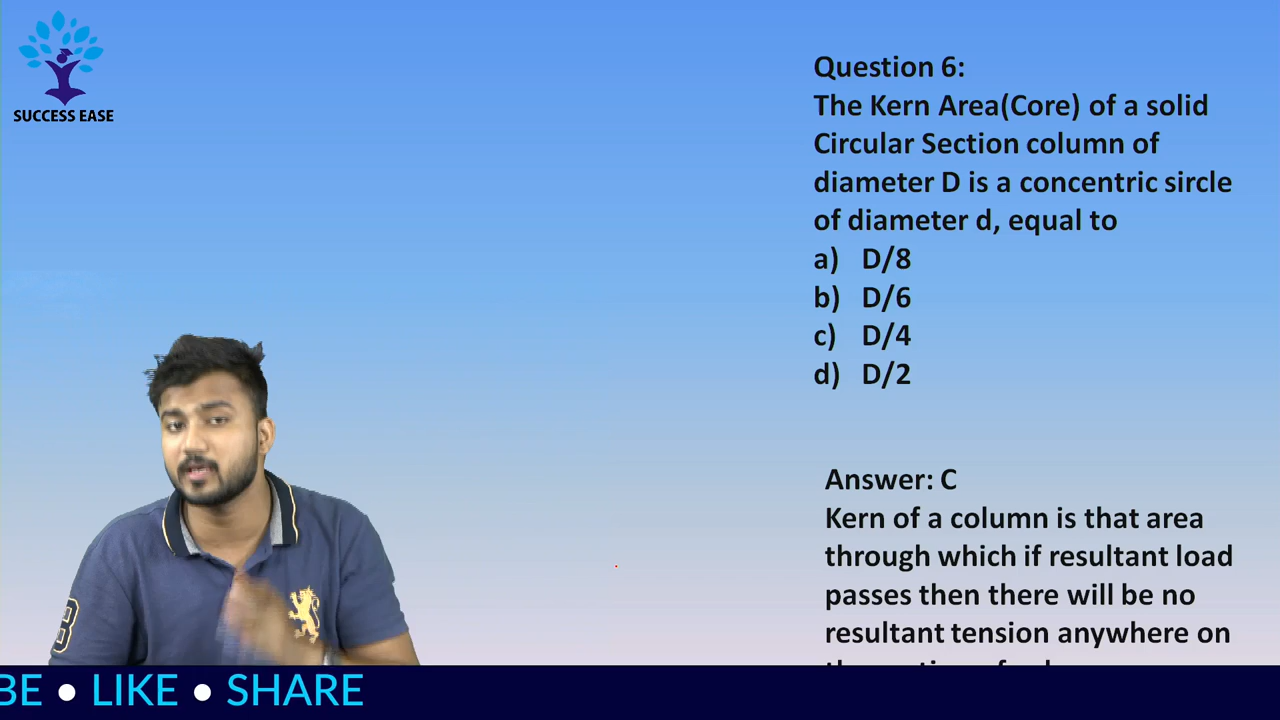 SUCCESS EASE
Question 6:
The Kern Area(Core) of a solid
Circular Section column of
diameter D is a concentric sircle
of diameter d, equal to
a) D/8
b) D/6
c) D/4
d) D/2
Answer: C
Kern of a column is that area
through which if resultant load
passes then there will be no
resultant tension anywhere on
BE ● LIKE ● SHARE